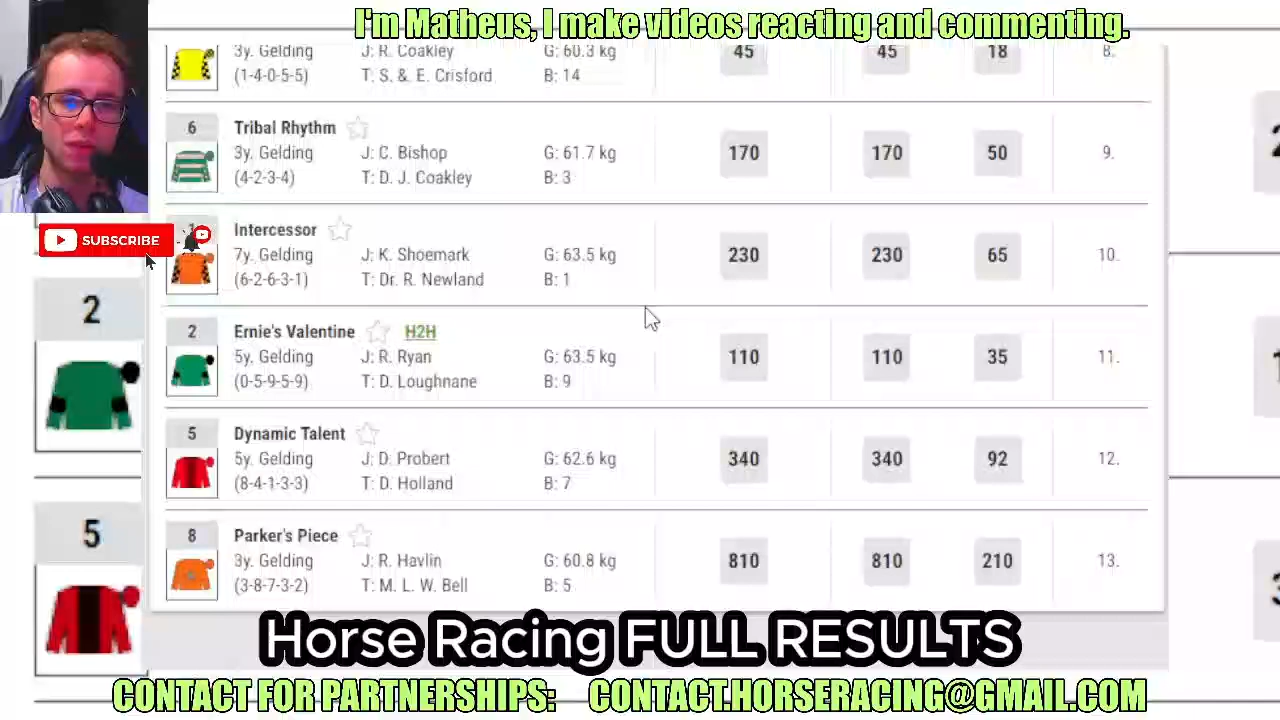 I'm Matheus, I make videos reacting and commenting.
3y. Gelding J: R. Coakley G: 60.3 kg 45 45 18 8.
(1-4-0-5-5) T: S. & E. Crisford B: 14
6 Tribal Rhythm
3y. Gelding J: C. Bishop G: 61.7 kg 170 170 50 9.
(4-2-3-4) T: D. J. Coakley B: 3
Intercessor
7y. Gelding J: K. Shoemark G: 63.5 kg 230 230 65 10.
(6-2-6-3-1) T: Dr. R. Newland B: 1
SUBSCRIBE
2 Ernie's Valentine H2H
5y. Gelding J: R. Ryan G: 63.5 kg 110 110 35 11.
(0-5-9-5-9) T: D. Loughnane B: 9
2
5 Dynamic Talent
5y. Gelding J: D. Probert G: 62.6 kg 340 340 92 12.
(8-4-1-3-3) T: D. Holland B: 7
5
8 Parker's Piece
3y. Gelding J: R. Havlin G: 60.8 kg 810 810 210 13.
(3-8-7-3-2) T: M. L. W. Bell B: 5
Horse Racing FULL RESULTS
CONTACT FOR PARTNERSHIPS: CONTACT.HORSERACING@GMAIL.COM